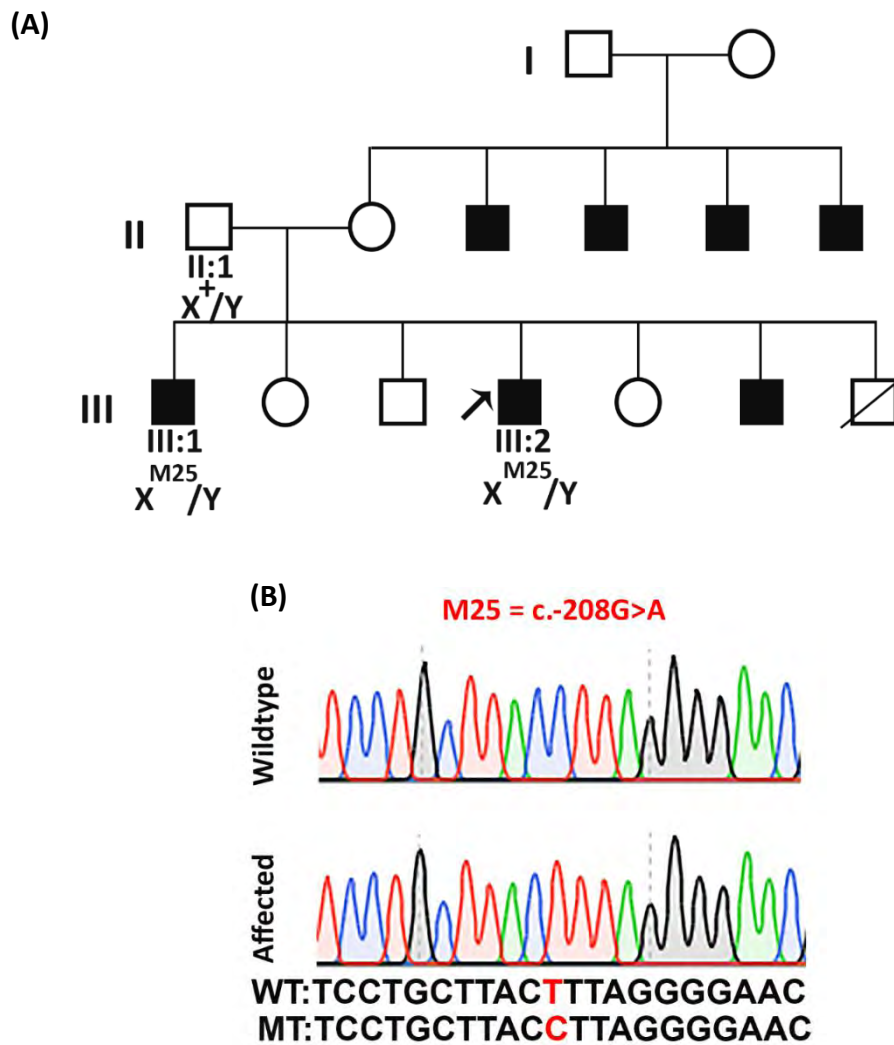 (A)
I
II
II:1
X+/Y
III
III:1
III:2
XM25/Y
XM25/Y
(B)
M25 = c.-208G>A
Wildtype
Affected
WT:TCCTGCTTACTTTAGGGGAAC
MT:TCCTGCTTACCTTAGGGGAAC